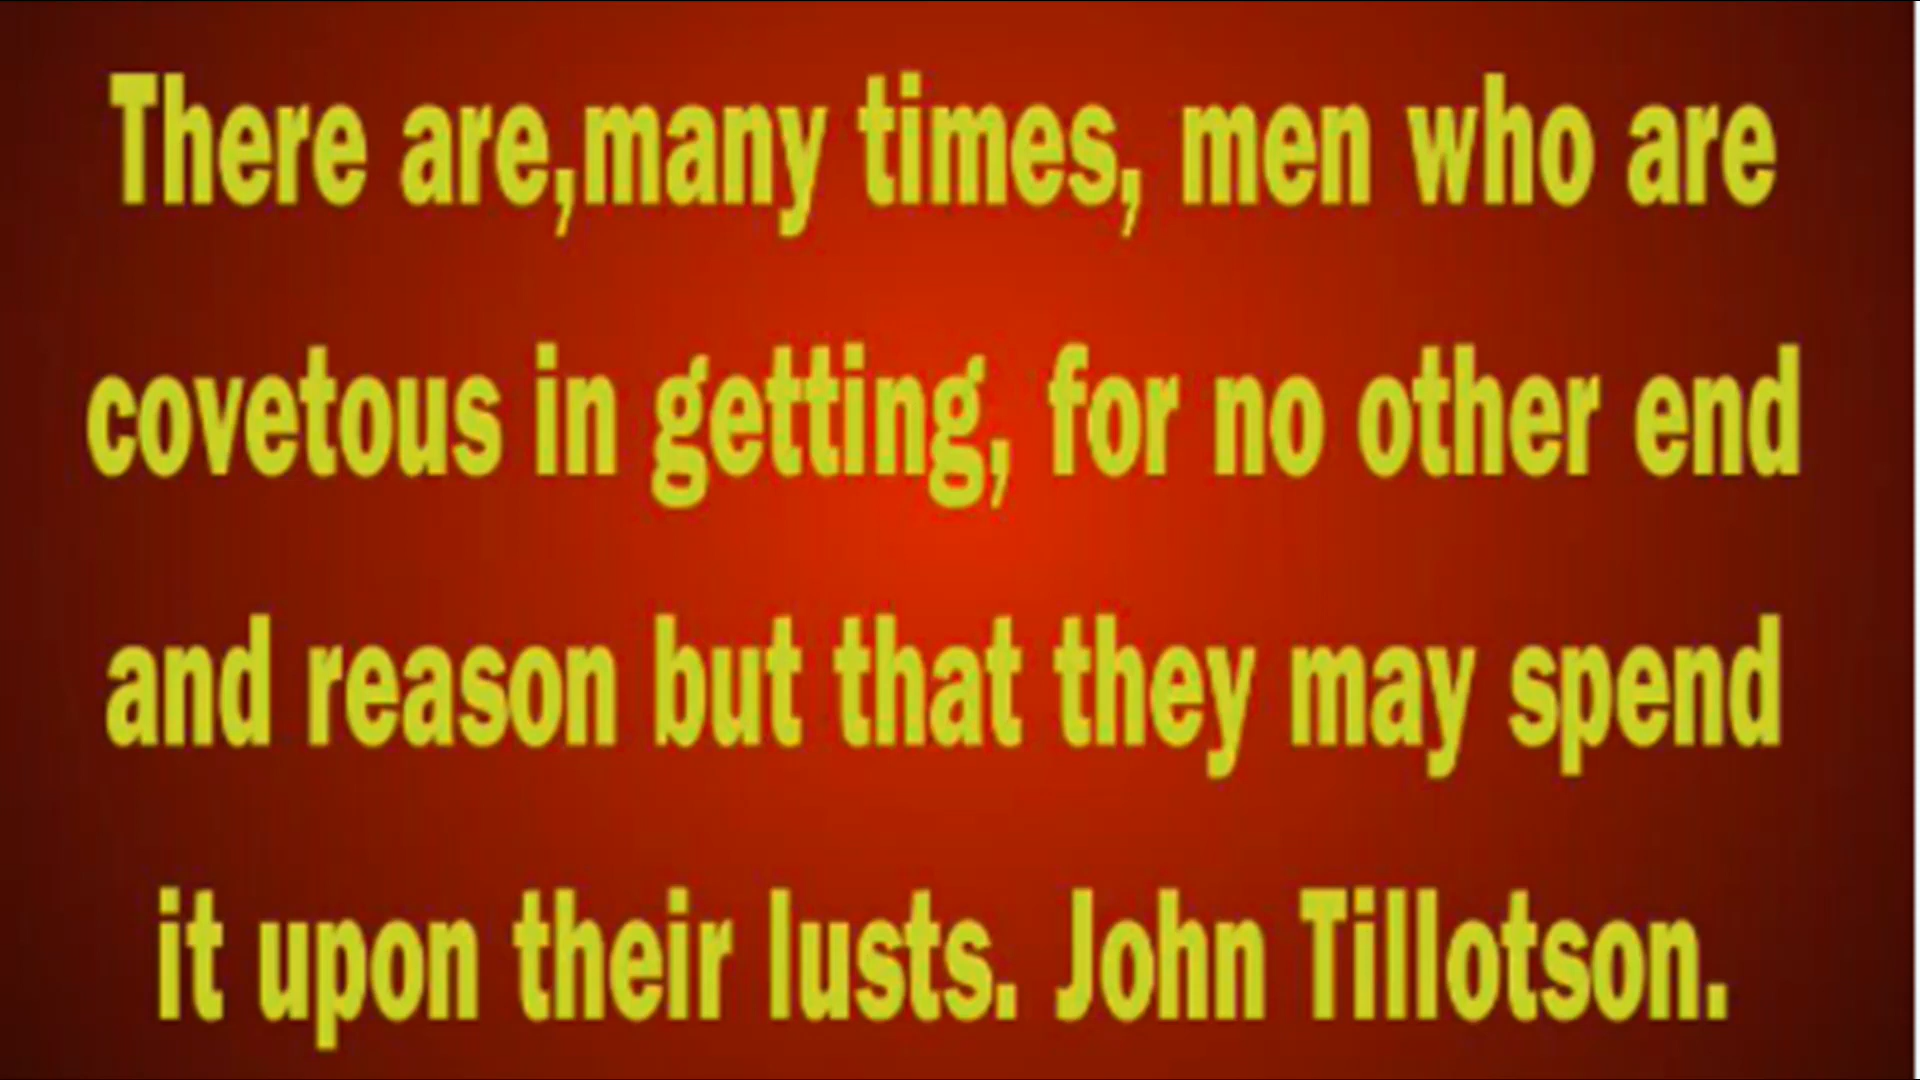 There are,many times, men who are
covetous in getting, for no other end
and reason but that they may spend
it upon their lusts. John Tillotson.